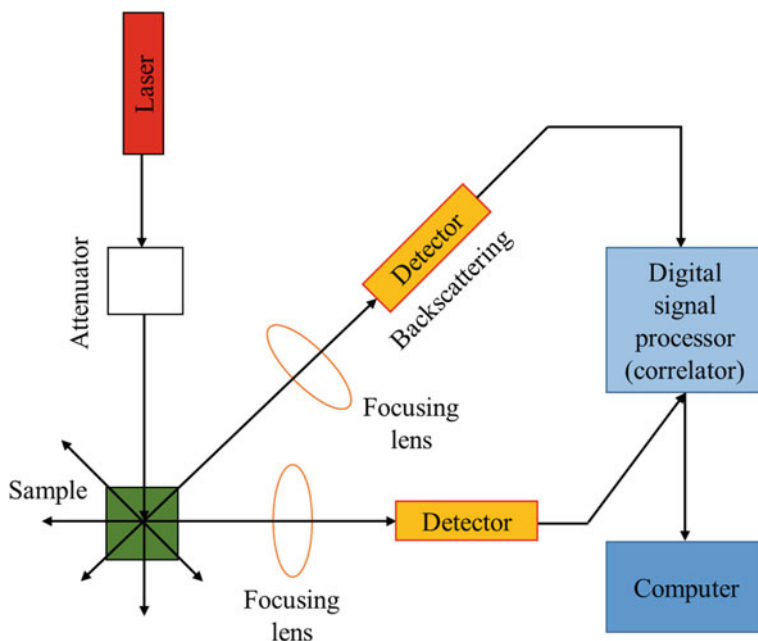 Laser
Attenuator
Detector
Backscattering
Digital
signal
processor
(correlator)
Focusing
lens
Sample
Detector
Focusing
lens
Computer